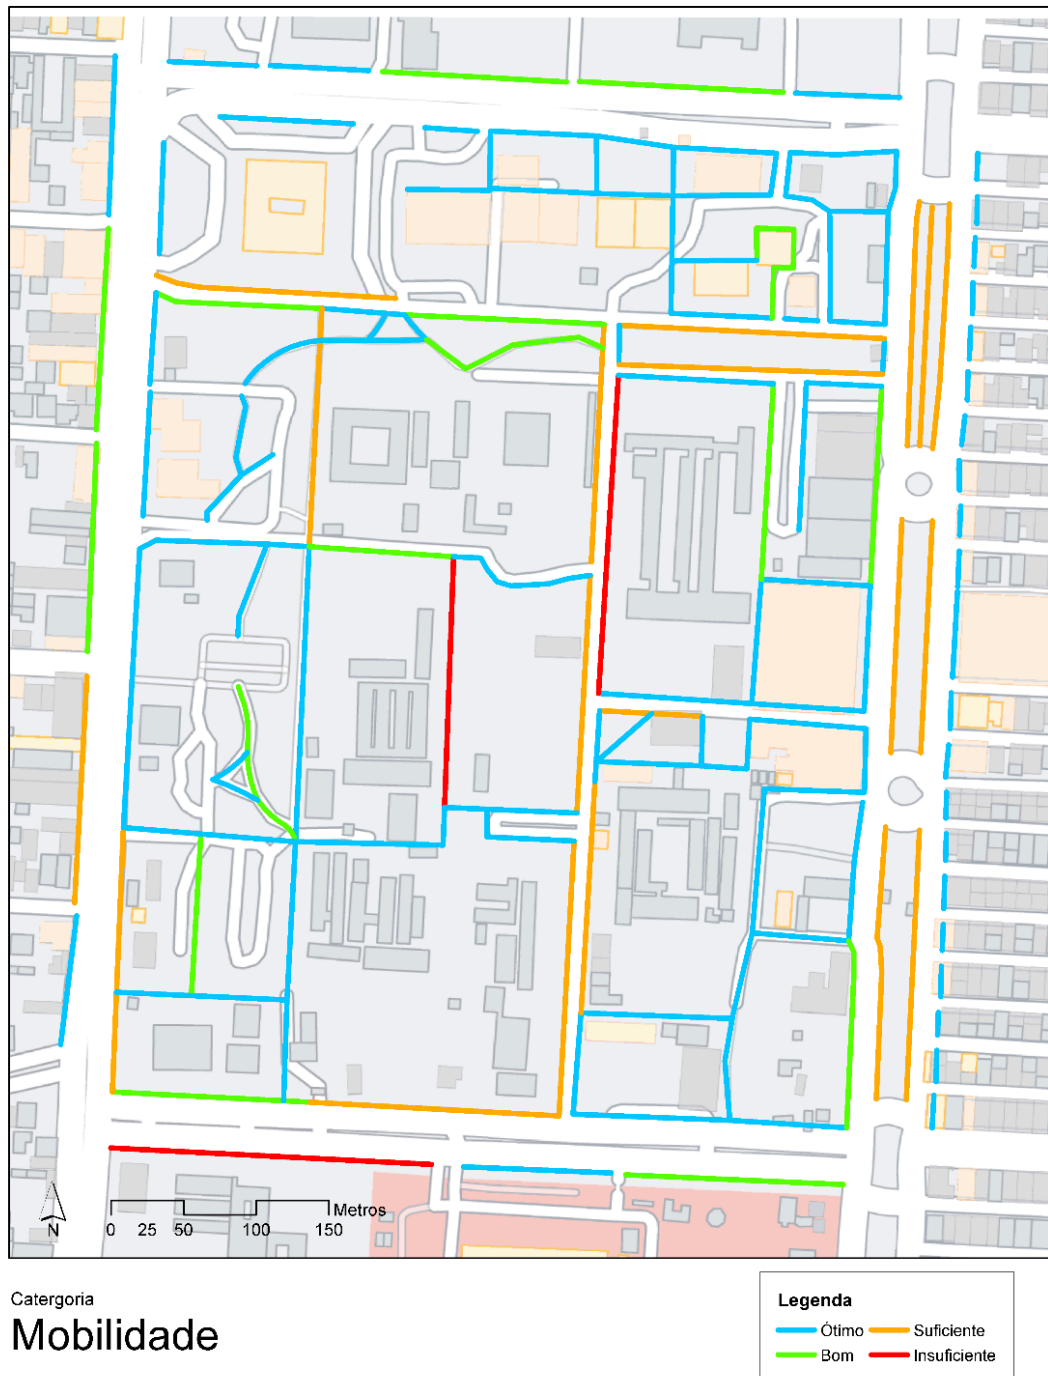 Metros
0 25 50 100 150
N
Catergoria
Mobilidade
Legenda
Ótimo Suficiente
Bom Insuficiente